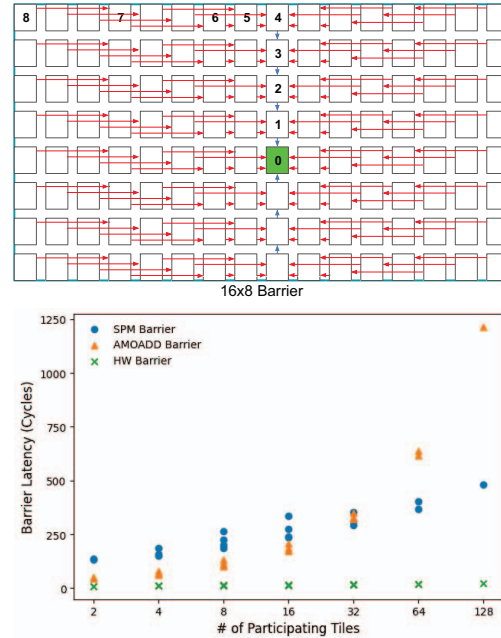 8 7 6 5 4
3
2
1
0
16x8 Barrier
SPM Barrier
AMOADD Barrier
HW Barrier
Barrier Latency (Cycles)
1250
1000
750
500
250
0
2 4 8 16 32 64 128
# of Participating Tiles